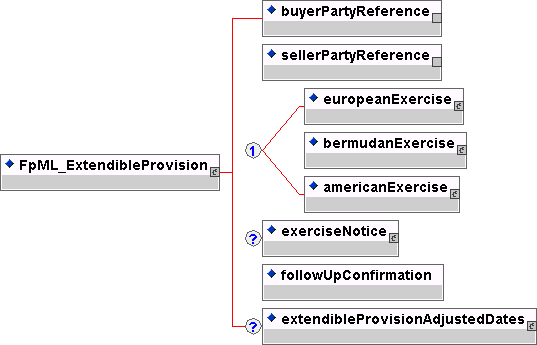 buyerPartyReference
sellerPartyReference
europeanExercise
1
bermudanExercise
FpML_ExtendibleProvision
americanExercise
?
exerciseNotice
followUpConfirmation
?
extendibleProvisionAdjustedDates